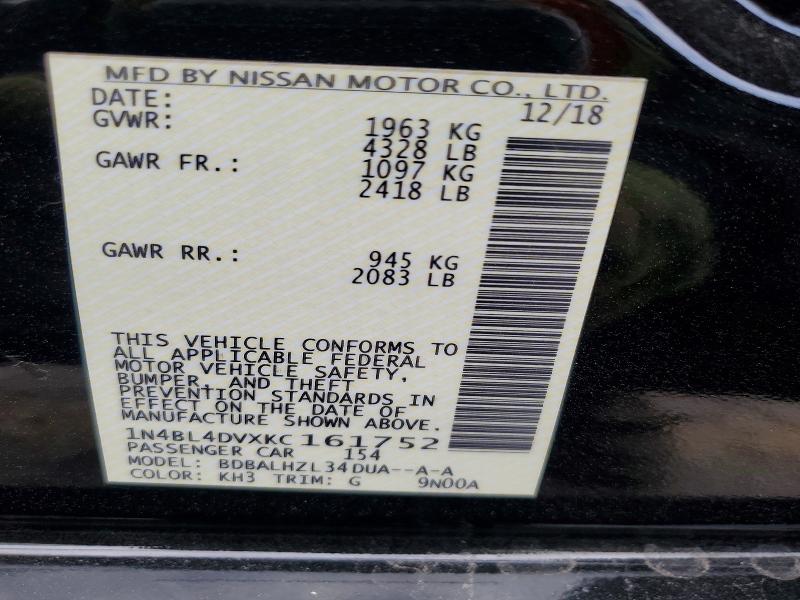 MFD BY NISSAN MOTOR CO., LTD.
DATE: 12/18
GVWR: 1963 KG
4328 LB
GAWR FR.: 1097 KG
2418 LB
GAWR RR.: 945 KG
2083 LB
THIS VEHICLE CONFORMS TO
ALL APPLICABLE FEDERAL
MOTOR VEHICLE SAFETY,
BUMPER, AND THEFT
PREVENTION STANDARDS IN
EFFECT ON THE DATE OF
MANUFACTURE SHOWN ABOVE.
1N4BL4DVXKC161752
PASSENGER CAR 154
MODEL: BDBALHZL34DUA--A-A
COLOR: KH3 TRIM: G 9N00A